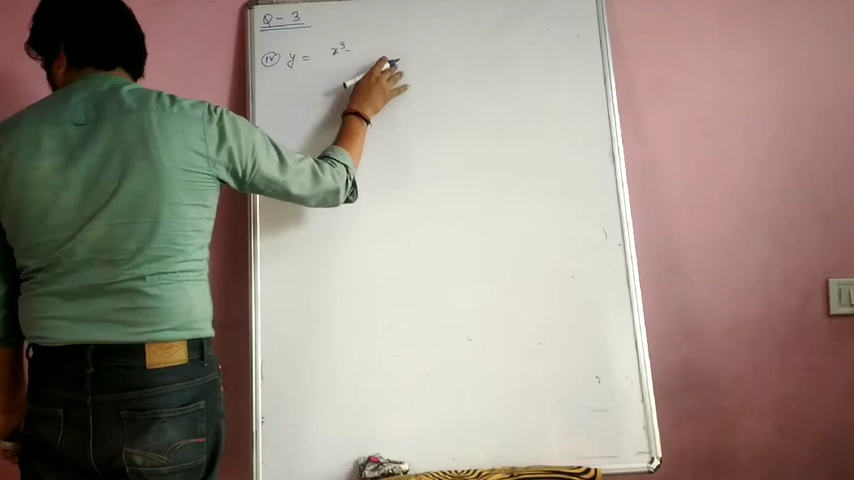 Q - 3
(iv) y = x³-